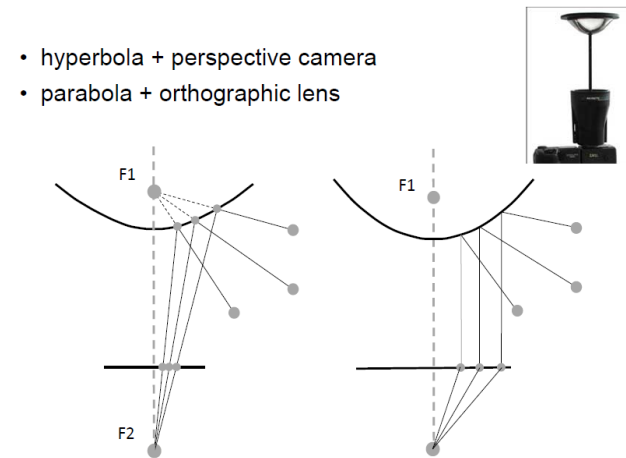 • hyperbola + perspective camera
• parabola + orthographic lens
F1
F1
F2